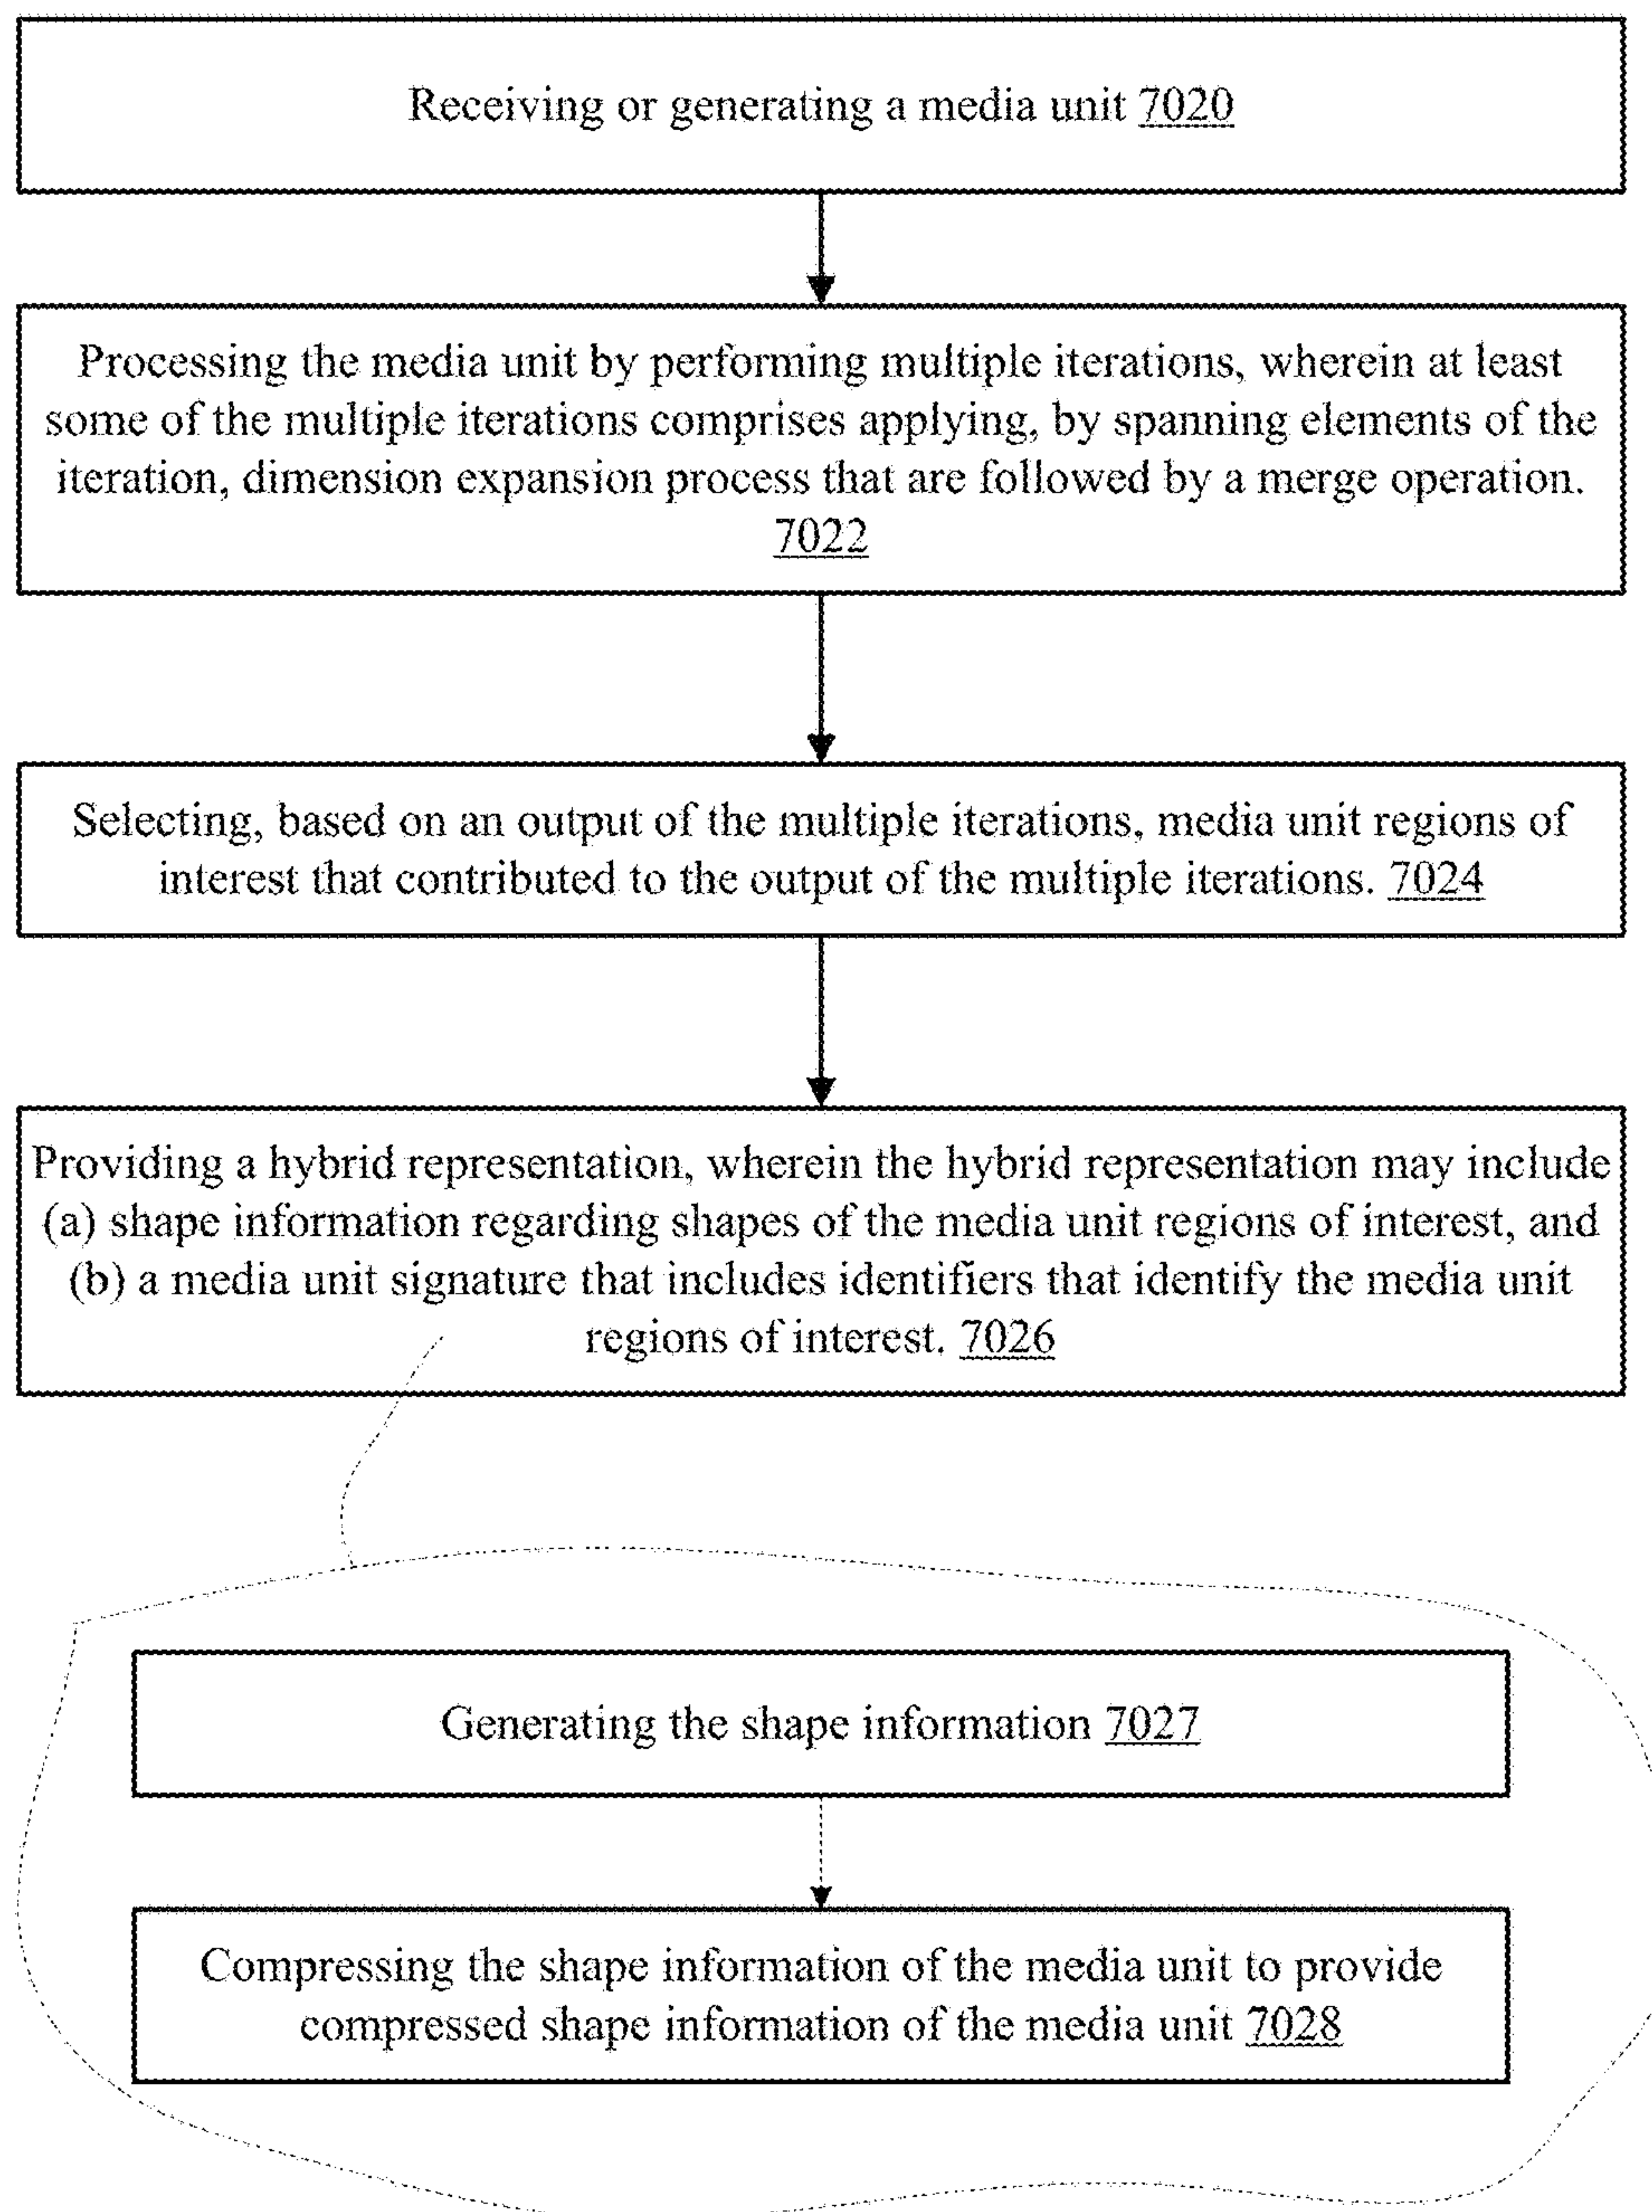 Receiving or generating a media unit 7020
Processing the media unit by performing multiple iterations, wherein at least
some of the multiple iterations comprises applying, by spanning elements of the
iteration, dimension expansion process that are followed by a merge operation.
7022
Selecting, based on an output of the multiple iterations, media unit regions of
interest that contributed to the output of the multiple iterations. 7024
Providing a hybrid representation, wherein the hybrid representation may include
(a) shape information regarding shapes of the media unit regions of interest, and
(b) a media unit signature that includes identifiers that identify the media unit
regions of interest. 7026
Generating the shape information 7027
Compressing the shape information of the media unit to provide
compressed shape information of the media unit 7028